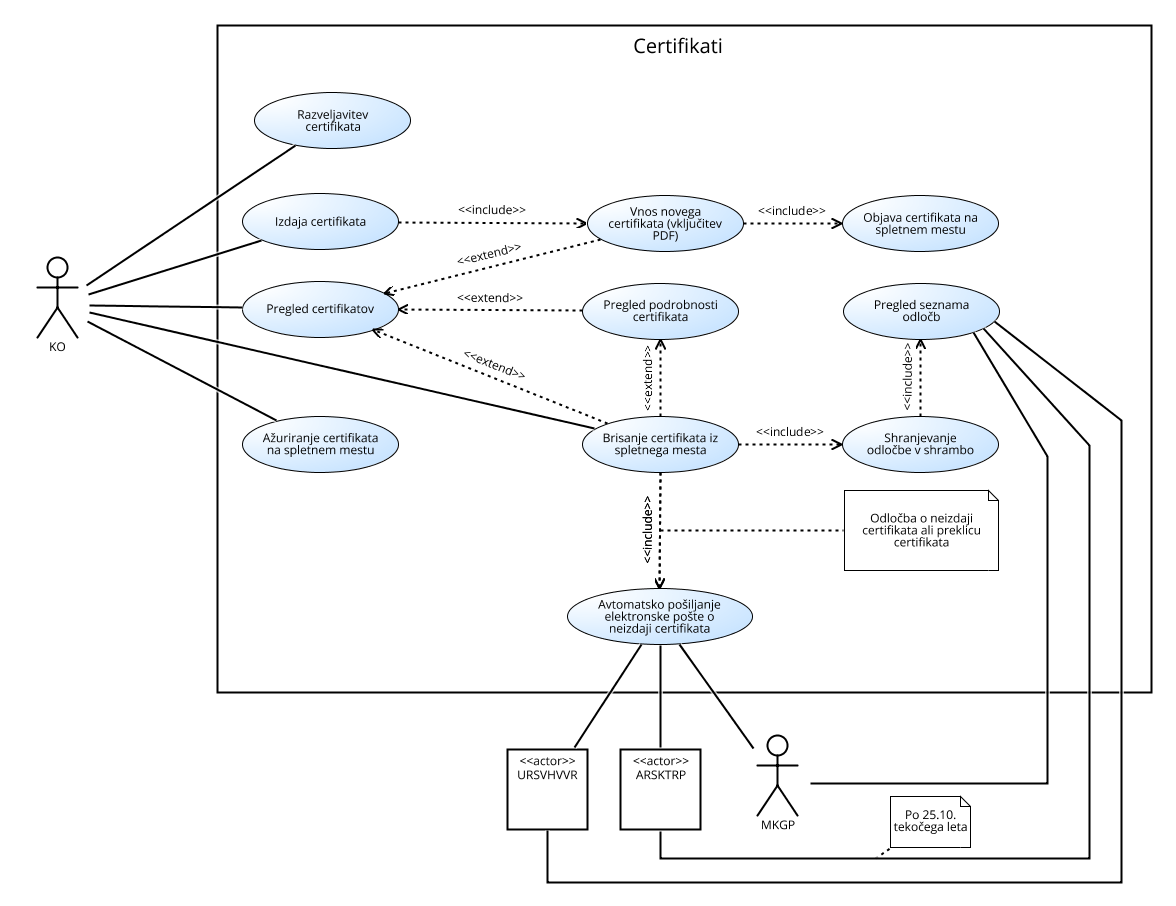 Certifikati
Razveljavitev
certifikata
Izdaja certifikata
<<include>>
Vnos novega
certifikata (vključitev
PDF)
<<include>>
Objava certifikata na
spletnem mestu
<<extend>>
KO
Pregled certifikatov
<<extend>>
Pregled podrobnosti
certifikata
Pregled seznama
odločb
<<extend>>
<<extend>>
<<include>>
Ažuriranje certifikata
na spletnem mestu
Brisanje certifikata iz
spletnega mesta
<<include>>
Shranjevanje
odločbe v shrambo
<<include>>
Odločba o neizdaji
certifikata ali preklicu
certifikata
Avtomatsko pošiljanje
elektronske pošte o
neizdaji certifikata
<<actor>>
URSVHVVR
<<actor>>
ARSKTRP
MKGP
Po 25.10.
tekočega leta